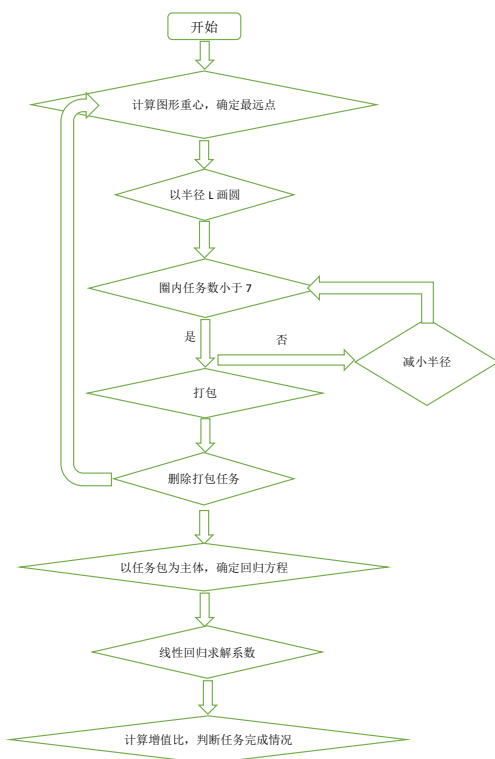 开始
计算图形重心，确定最远点
以半径 L 画圆
圈内任务数小于 7
是
否
减小半径
打包
删除打包任务
以任务包为主体，确定回归方程
线性回归求解系数
计算增值比，判断任务完成情况